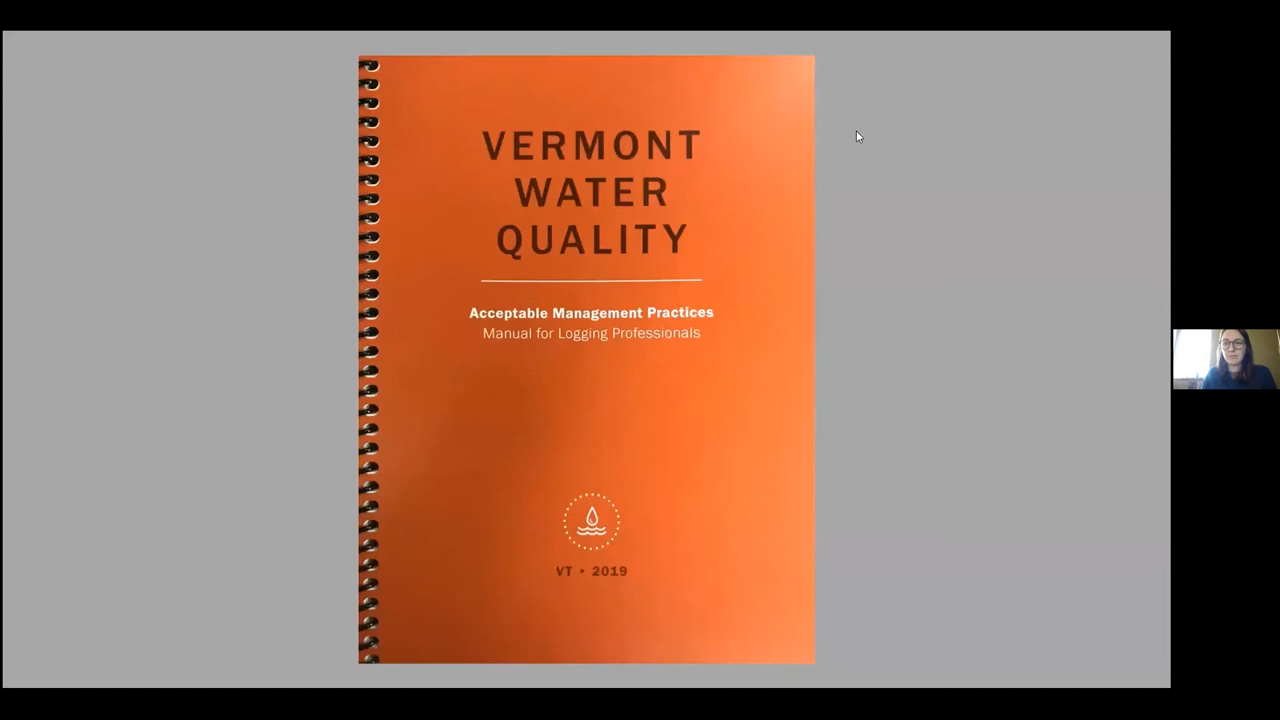 VERMONT
WATER
QUALITY
Acceptable Management Practices
Manual for Logging Professionals
VT • 2019